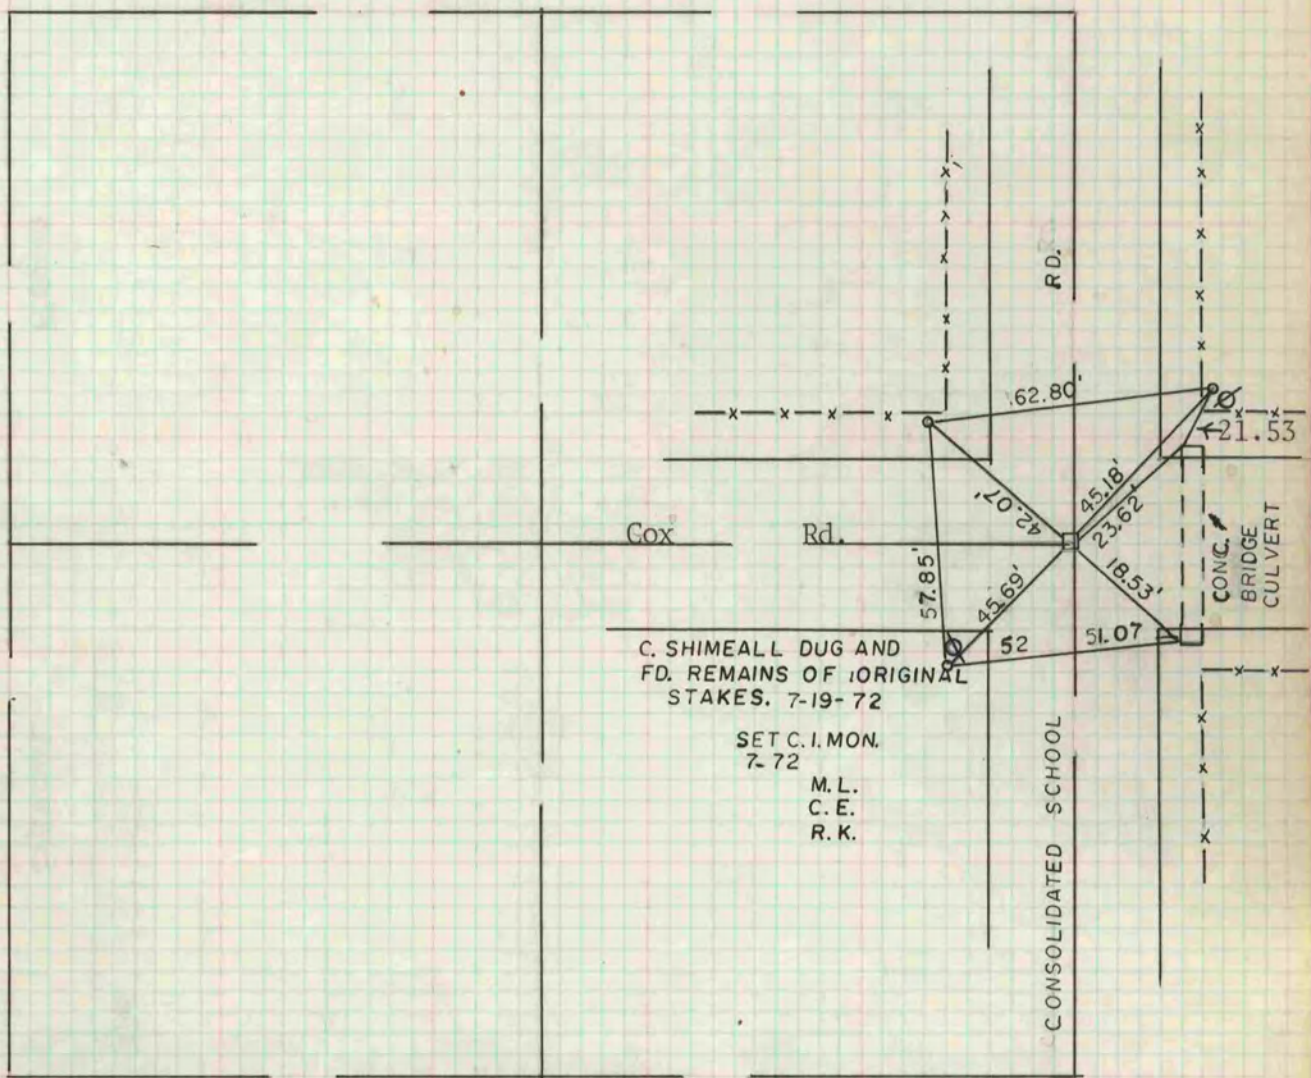 RD.
62.80'
21.53
45.18'
42.07'
23.62'
Cox Rd.
CONC.
BRIDGE
CULVERT
57.85'
45.69'
18.53'
C. SHIMEALL DUG AND
FD. REMAINS OF ORIGINAL
STAKES. 7-19-72
52
51.07
SET C.I. MON.
7-72
M.L.
C.E.
R.K.
CONSOLIDATED SCHOOL